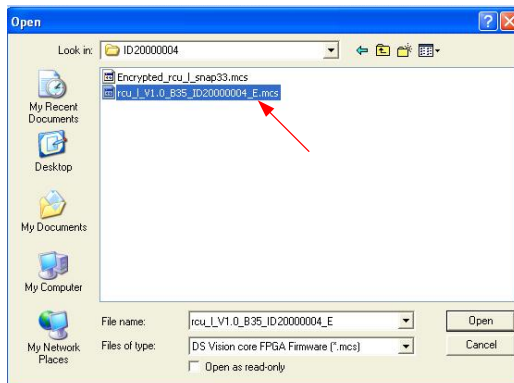 Open
Look in:
ID20000004
Encrypted_rcu_l_snap33.mcs
rcu_l_V1.0_B35_ID20000004_E.mcs
My Recent
Documents
Desktop
My Documents
My Computer
My Network
Places
File name:
rcu_l_V1.0_B35_ID20000004_E
Open
Files of type:
DS Vision core FPGA Firmware (*.mcs)
Cancel
Open as read-only